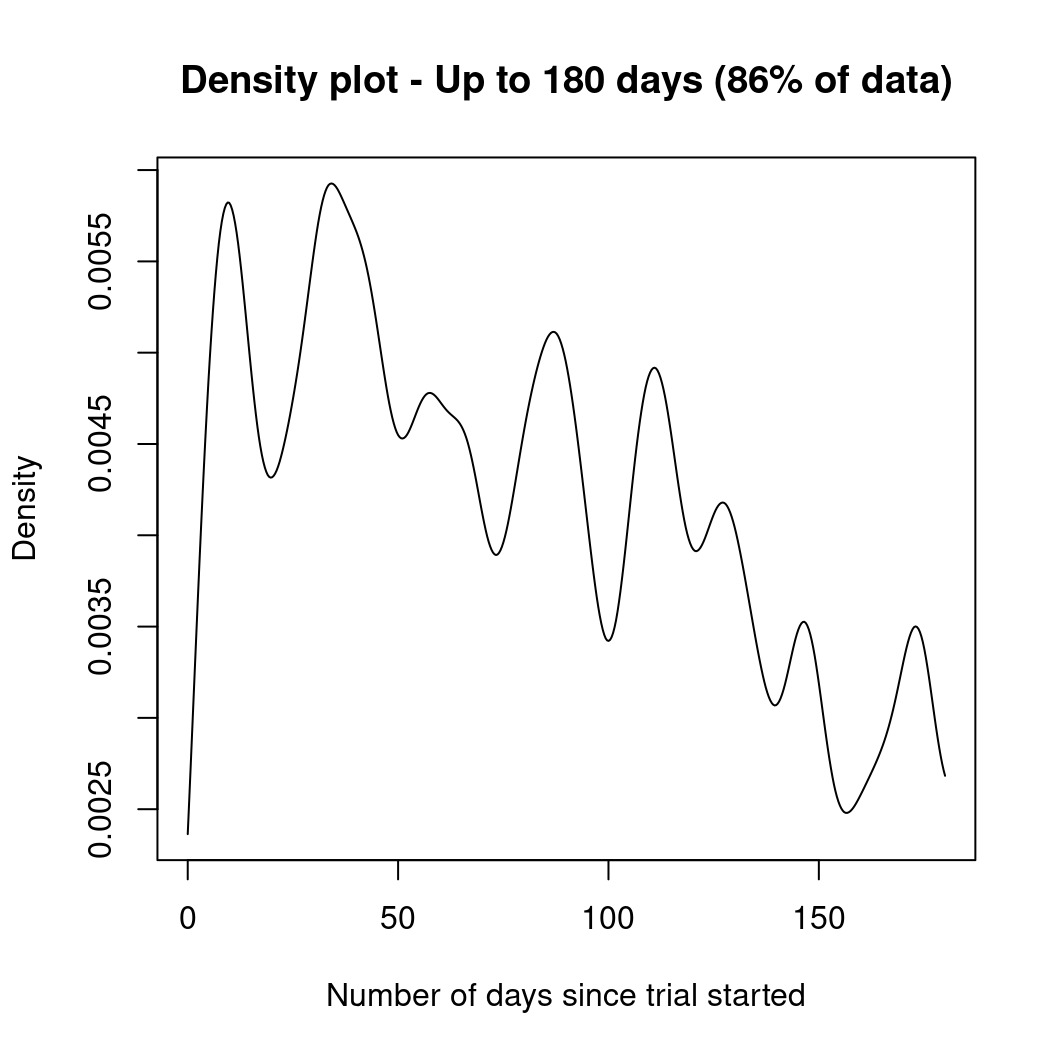 Density plot - Up to 180 days (86% of data)
Density
0.0025
0.0035
0.0045
0.0055
0
50
100
150
Number of days since trial started